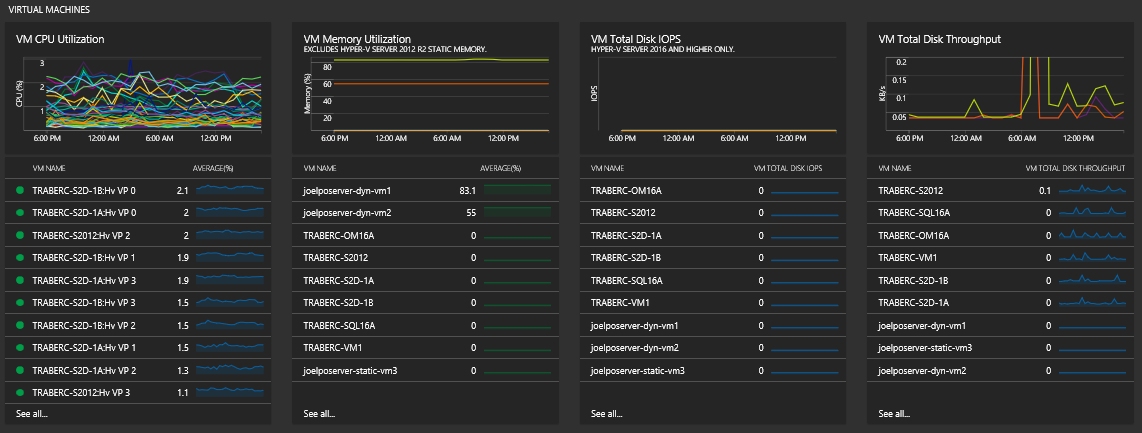 VIRTUAL MACHINES
VM CPU Utilization
CPU (%)
3
2
1
6:00 PM 12:00 AM 6:00 AM 12:00 PM
VM NAME AVERAGE(%)
TRABERC-S2D-1B:Hv VP 0 2.1
TRABERC-S2D-1A:Hv VP 0 2
TRABERC-S2012:Hv VP 2 2
TRABERC-S2D-1B:Hv VP 1 1.9
TRABERC-S2D-1A:Hv VP 3 1.9
TRABERC-S2D-1B:Hv VP 3 1.5
TRABERC-S2D-1B:Hv VP 2 1.5
TRABERC-S2D-1A:Hv VP 1 1.5
TRABERC-S2D-1A:Hv VP 2 1.3
TRABERC-S2012:Hv VP 3 1.1
See all...
VM Memory Utilization
EXCLUDES HYPER-V SERVER 2012 R2 STATIC MEMORY.
Memory (%)
80
60
40
20
6:00 PM 12:00 AM 6:00 AM 12:00 PM
VM NAME AVERAGE(%)
joelposerver-dyn-vm1 83.1
joelposerver-dyn-vm2 55
TRABERC-OM16A 0
TRABERC-S2012 0
TRABERC-S2D-1A 0
TRABERC-S2D-1B 0
TRABERC-SQL16A 0
TRABERC-VM1 0
joelposerver-static-vm3 0
See all...
VM Total Disk IOPS
HYPER-V SERVER 2016 AND HIGHER ONLY.
IOPS
6:00 PM 12:00 AM 6:00 AM 12:00 PM
VM NAME VM TOTAL DISK IOPS
TRABERC-OM16A 0
TRABERC-S2012 0
TRABERC-S2D-1A 0
TRABERC-S2D-1B 0
TRABERC-SQL16A 0
TRABERC-VM1 0
joelposerver-dyn-vm1 0
joelposerver-dyn-vm2 0
joelposerver-static-vm3 0
See all...
VM Total Disk Throughput
KB/s
0.2
0.15
0.1
0.05
6:00 PM 12:00 AM 6:00 AM 12:00 PM
VM NAME VM TOTAL DISK THROUGHPUT
TRABERC-S2012 0.1
TRABERC-SQL16A 0
TRABERC-OM16A 0
TRABERC-VM1 0
TRABERC-S2D-1B 0
TRABERC-S2D-1A 0
joelposerver-dyn-vm1 0
joelposerver-static-vm3 0
joelposerver-dyn-vm2 0
See all...